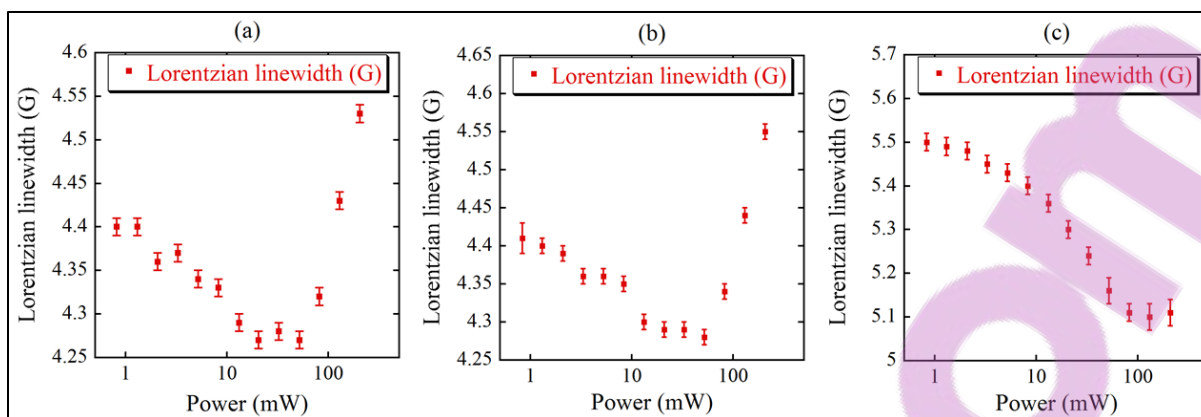 (a)
Lorentzian linewidth (G)
4.6
4.55
4.5
4.45
4.4
4.35
4.3
4.25
Lorentzian linewidth (G)
1
10
100
Power (mW)
(b)
Lorentzian linewidth (G)
4.65
4.6
4.55
4.5
4.45
4.4
4.35
4.3
4.25
Lorentzian linewidth (G)
1
10
100
Power (mW)
(c)
Lorentzian linewidth (G)
5.7
5.6
5.5
5.4
5.3
5.2
5.1
5
Lorentzian linewidth (G)
1
10
100
Power (mW)